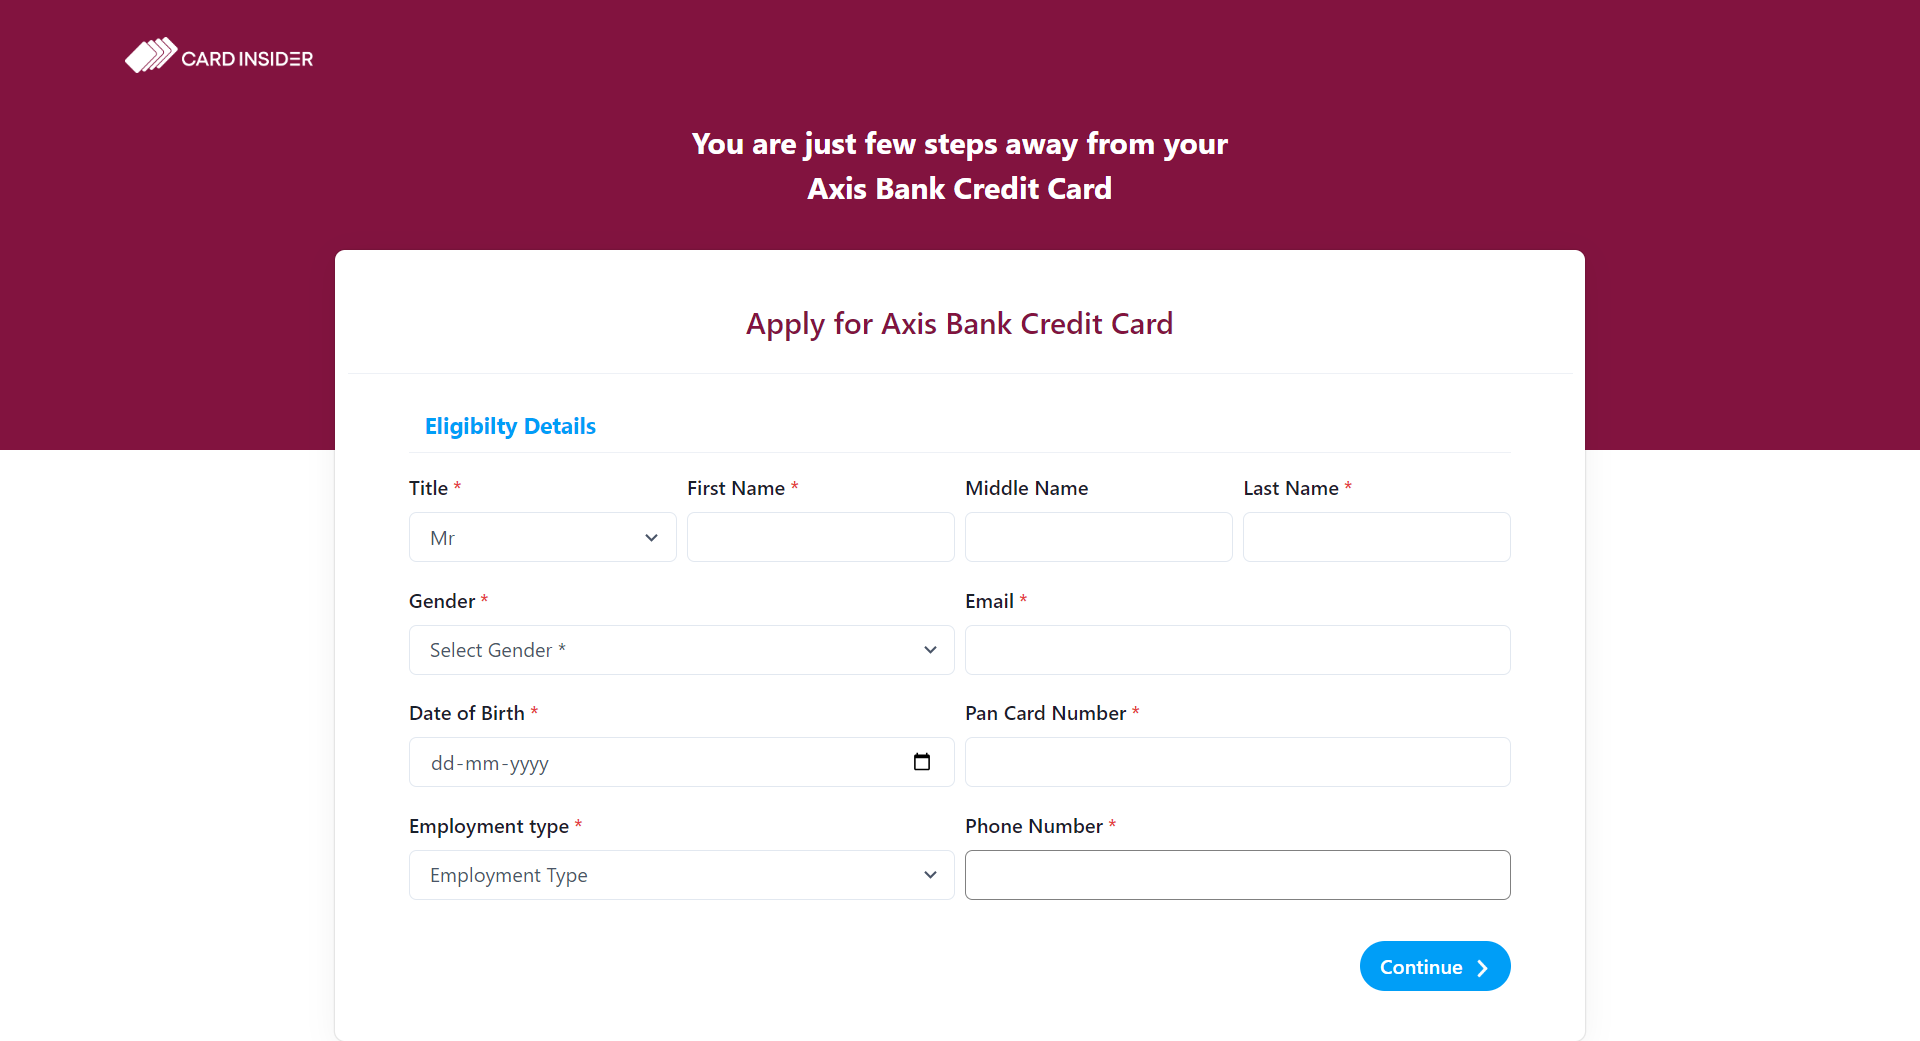 CARD INSIDER
You are just few steps away from your
Axis Bank Credit Card
Apply for Axis Bank Credit Card
Eligibilty Details
Title * First Name * Middle Name Last Name *
Mr
Gender * Email *
Select Gender *
Date of Birth * Pan Card Number *
dd-mm-yyyy
Employment type * Phone Number *
Employment Type
Continue